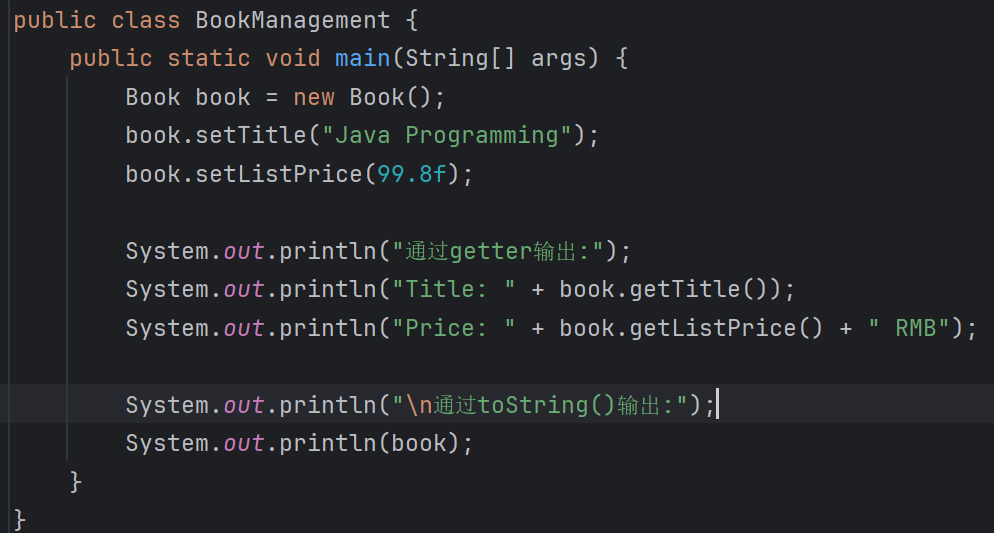 public class BookManagement {
    public static void main(String[] args) {
        Book book = new Book();
        book.setTitle("Java Programming");
        book.setListPrice(99.8f);

        System.out.println("通过getter输出:");
        System.out.println("Title: " + book.getTitle());
        System.out.println("Price: " + book.getListPrice() + " RMB");

        System.out.println("\n通过toString()输出:");
        System.out.println(book);
    }
}